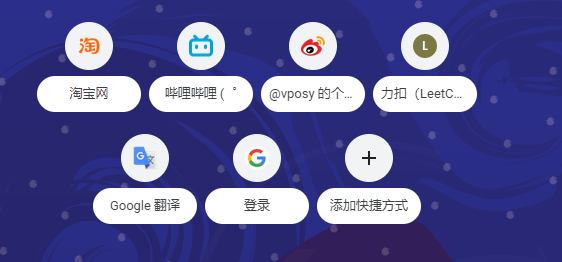 淘
L
淘宝网
哔哩哔哩 ( ゜
@vposy 的个...
力扣（LeetC...
G 文
G
Google 翻译
登录
添加快捷方式